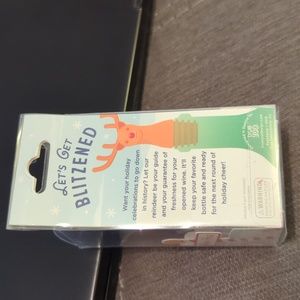 LET'S GET
BLITZENED
Want your holiday
celebrations to go down
in history? Let our
reindeer be your guide
and your guarantee of
freshness for your
opened wine. It'll
keep your favorite
bottle safe and ready
for the next round of
holiday cheer!
WARNING